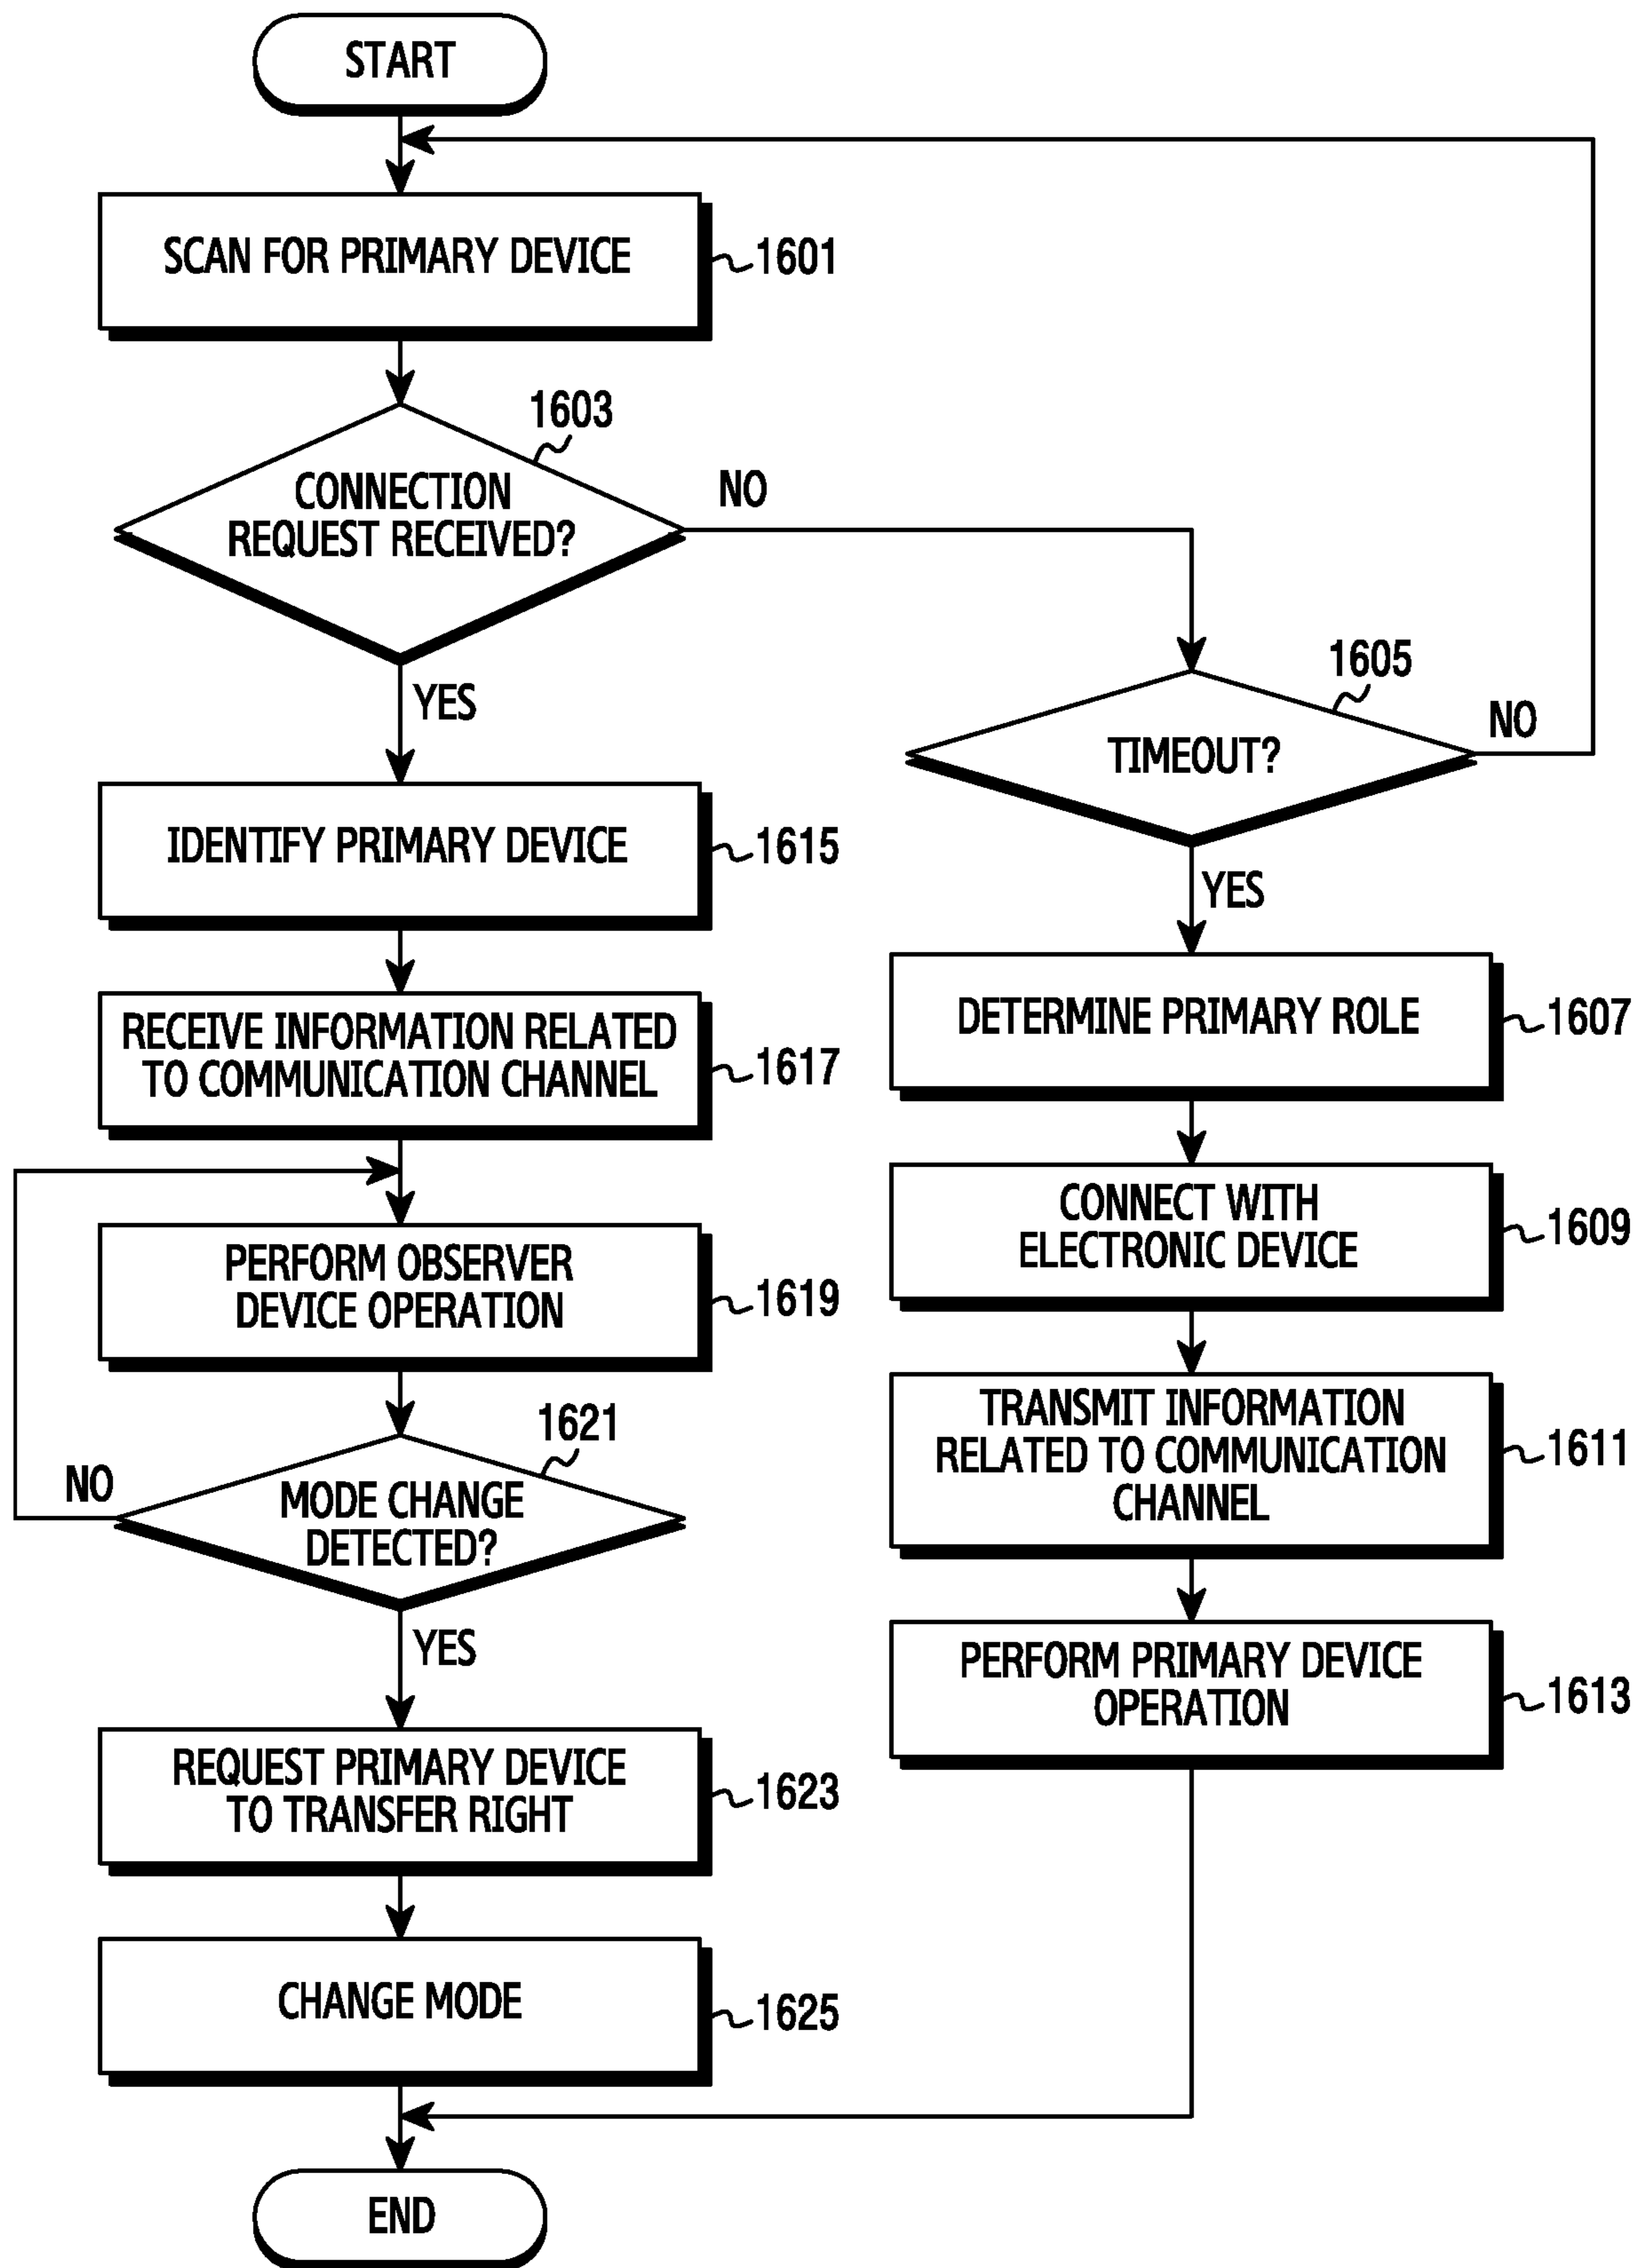 START
SCAN FOR PRIMARY DEVICE
1601
1603
CONNECTION
REQUEST RECEIVED?
NO
YES
1605
TIMEOUT?
NO
YES
DETERMINE PRIMARY ROLE
1607
CONNECT WITH
ELECTRONIC DEVICE
1609
TRANSMIT INFORMATION
RELATED TO COMMUNICATION
CHANNEL
1611
PERFORM PRIMARY DEVICE
OPERATION
1613
IDENTIFY PRIMARY DEVICE
1615
RECEIVE INFORMATION RELATED
TO COMMUNICATION CHANNEL
1617
PERFORM OBSERVER
DEVICE OPERATION
1619
1621
MODE CHANGE
DETECTED?
NO
YES
REQUEST PRIMARY DEVICE
TO TRANSFER RIGHT
1623
CHANGE MODE
1625
END